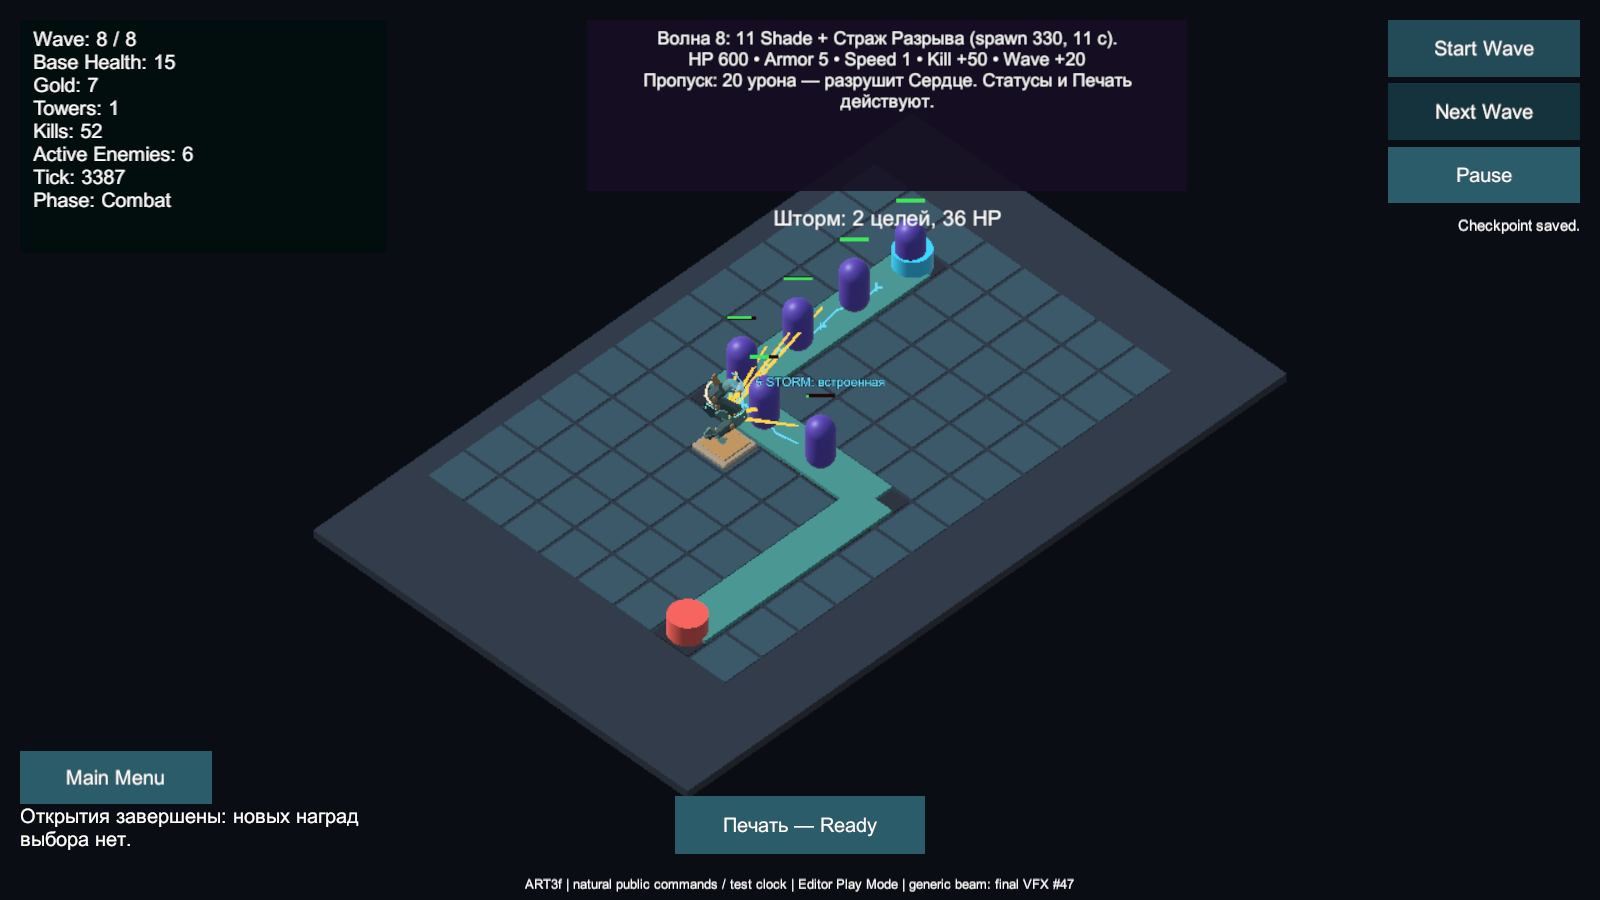 Wave: 8 / 8
Base Health: 15
Gold: 7
Towers: 1
Kills: 52
Active Enemies: 6
Tick: 3387
Phase: Combat
Волна 8: 11 Shade + Страж Разрыва (spawn 330, 11 с).
HP 600 • Armor 5 • Speed 1 • Kill +50 • Wave +20
Пропуск: 20 урона — разрушит Сердце. Статусы и Печать
действуют.
Start Wave
Next Wave
Pause
Checkpoint saved.
Шторм: 2 целей, 36 HP
STORM: встроенная
Main Menu
Открытия завершены: новых наград
выбора нет.
Печать — Ready
ART3f | natural public commands / test clock | Editor Play Mode | generic beam: final VFX #47